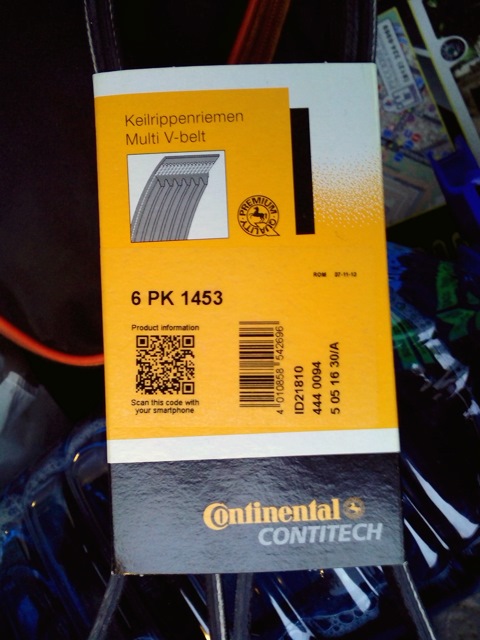 Keilrippenriemen
Multi V-belt
PREMIUM
QUALITY
ROM 07-11-13
6 PK 1453
Product information
Scan this code with
your smartphone
4 010858 542696
ID21810
444 0094
5 05 16 30/A
Continental
CONTITECH